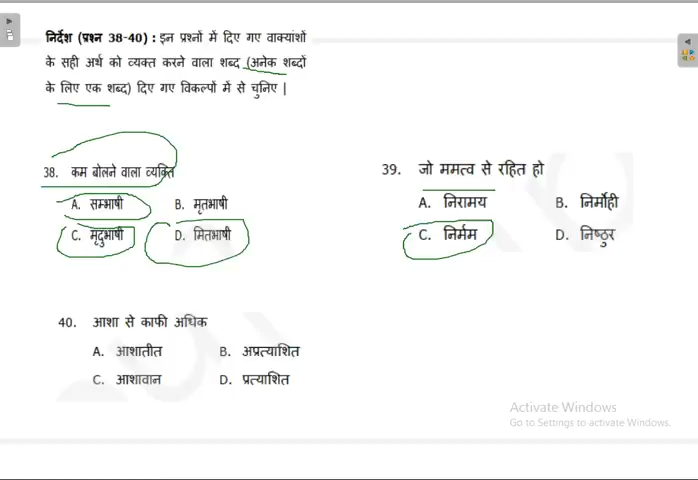 निर्देश (प्रश्न 38-40) : इन प्रश्नों में दिए गए वाक्यांशों
के सही अर्थ को व्यक्त करने वाला शब्द (अनेक शब्दों
के लिए एक शब्द) दिए गए विकल्पों में से चुनिए |
38. कम बोलने वाला व्यक्ति
A. सम्भाषी B. मृतभाषी
C. मृदुभाषी D. मितभाषी
39. जो ममत्व से रहित हो
A. निरामय B. निर्मोही
C. निर्मम D. निष्ठुर
40. आशा से काफी अधिक
A. आशातीत B. अप्रत्याशित
C. आशावान D. प्रत्याशित
Activate Windows
Go to Settings to activate Windows.